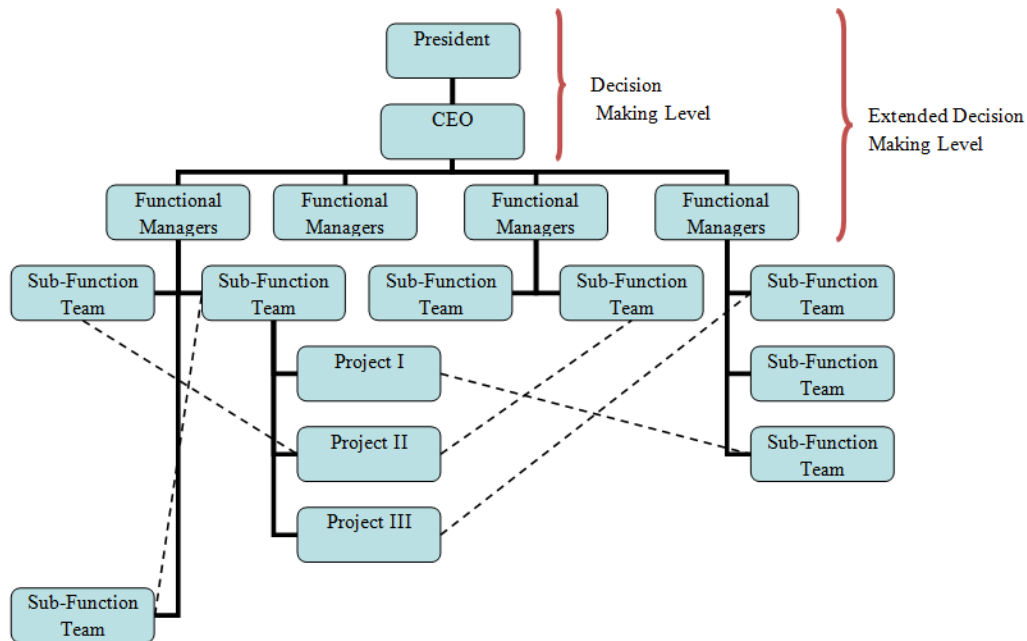 President
Decision
Making Level
CEO
Extended Decision
Making Level
Functional
Managers
Functional
Managers
Functional
Managers
Functional
Managers
Sub-Function
Team
Sub-Function
Team
Sub-Function
Team
Sub-Function
Team
Sub-Function
Team
Project I
Sub-Function
Team
Project II
Sub-Function
Team
Project III
Sub-Function
Team